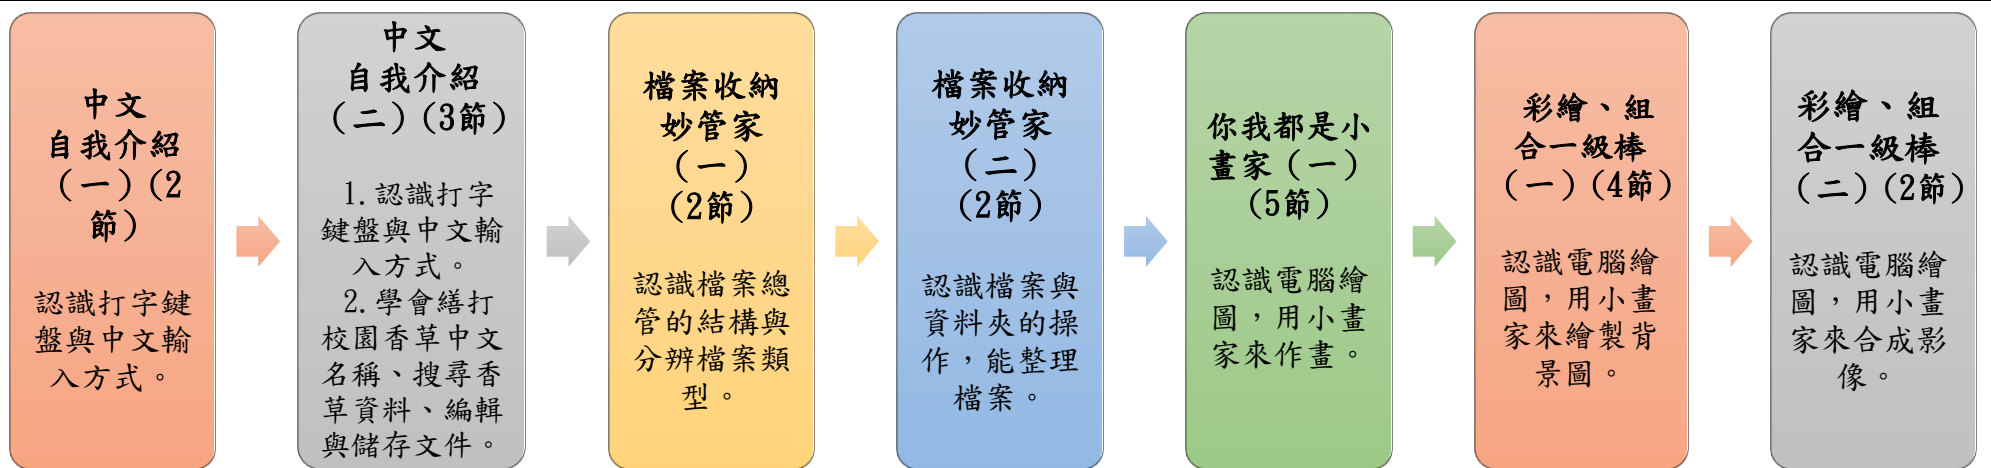 中文
自我介紹
（一）(2
節)
認識打字鍵
盤與中文輸
入方式。
中文
自我介紹
（二）(3節)
1.認識打字
鍵盤與中文輸
入方式。
2.學會繕打
校園香草中文
名稱、搜尋香
草資料、編輯
與儲存文件。
檔案收納
妙管家
（一）
(2節)
認識檔案總
管的結構與
分辨檔案類
型。
檔案收納
妙管家
（二）
(2節)
認識檔案與
資料夾的操
作，能整理
檔案。
你我都是小
畫家（一）
(5節)
認識電腦繪
圖，用小畫
家來作畫。
彩繪、組
合一級棒
（一）(4節)
認識電腦繪
圖，用小畫
家來繪製背
景圖。
彩繪、組
合一級棒
（二）(2節)
認識電腦繪
圖，用小畫
家來合成影
像。